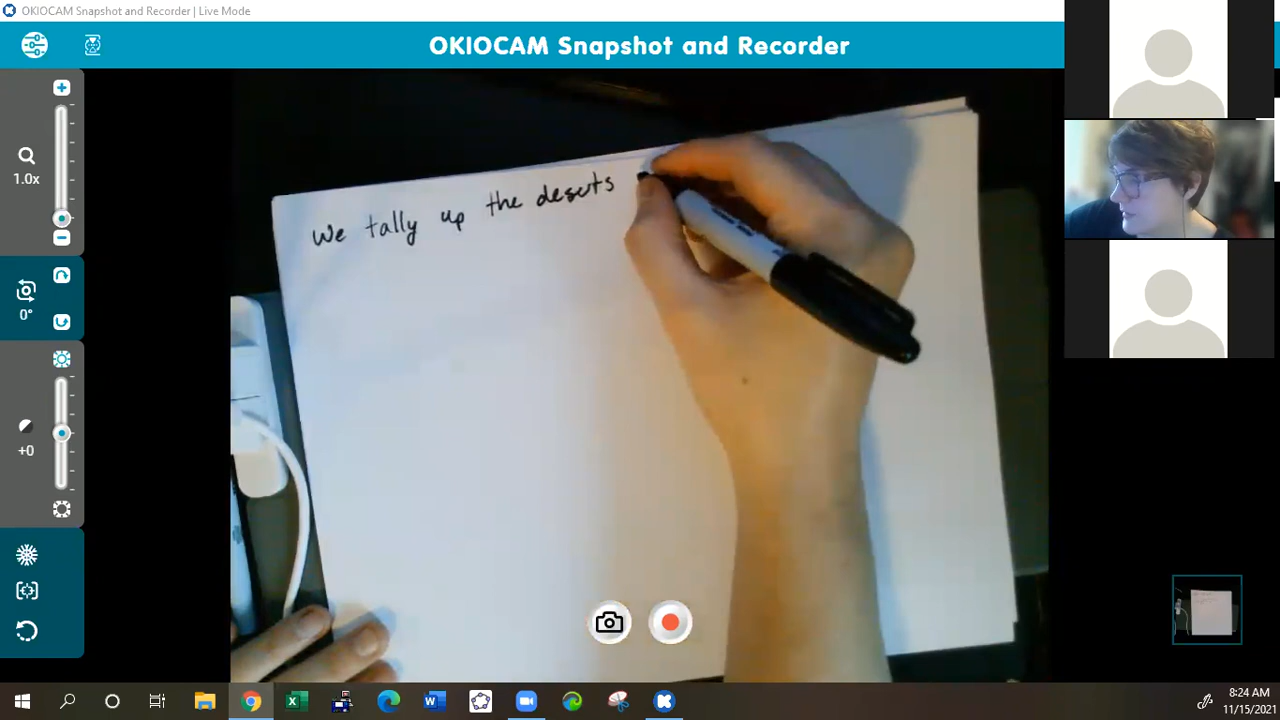 OKIOCAM Snapshot and Recorder | Live Mode
OKIOCAM Snapshot and Recorder
1.0x
0°
+0
We tally up the deserts
8:24 AM
11/15/2021